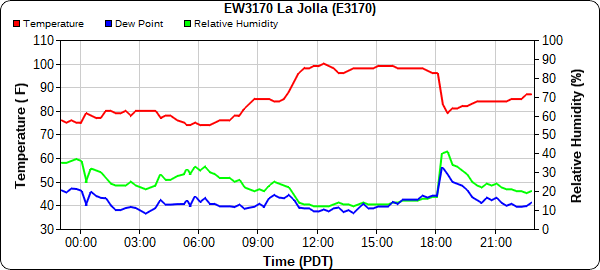 EW3170 La Jolla (E3170)
Temperature Dew Point Relative Humidity
110 100
100 90
90 80
80 70
70 60
60 50
50 40
40 30
30 20
10
0
Temperature ( F)
Relative Humidity (%)
00:00 03:00 06:00 09:00 12:00 15:00 18:00 21:00
Time (PDT)